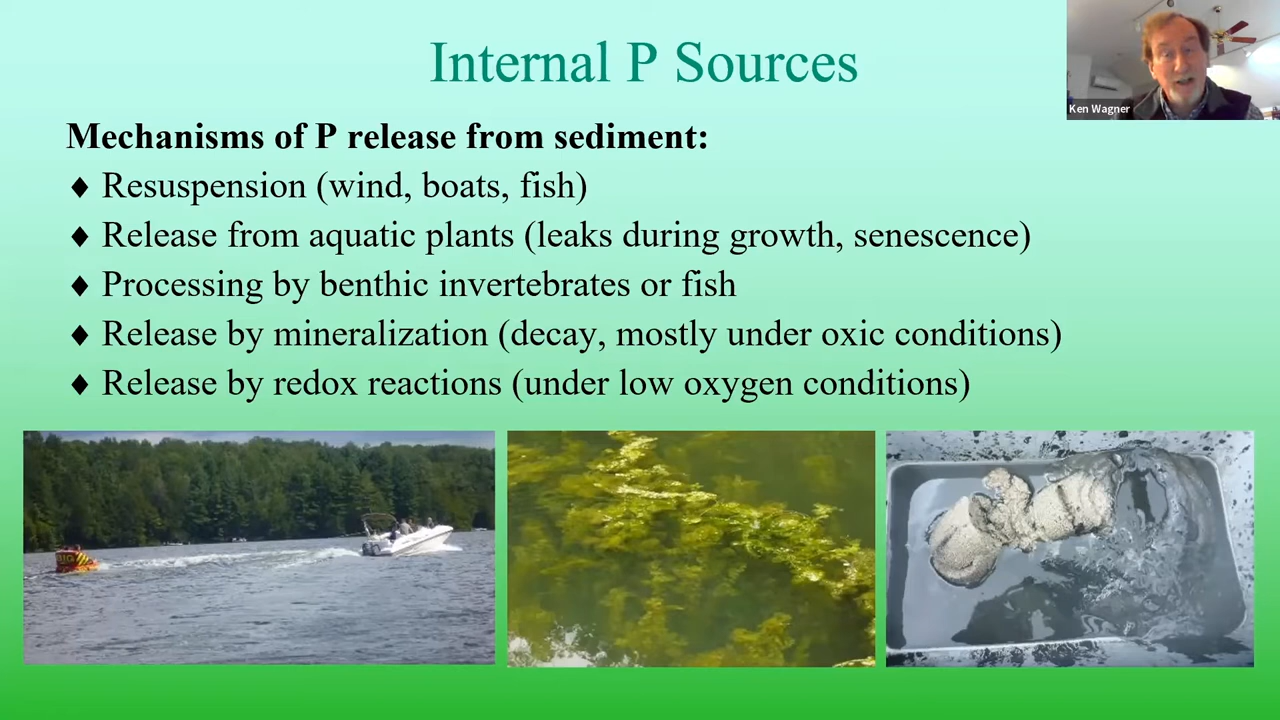 Internal P Sources
Ken Wagner
Mechanisms of P release from sediment:
♦ Resuspension (wind, boats, fish)
♦ Release from aquatic plants (leaks during growth, senescence)
♦ Processing by benthic invertebrates or fish
♦ Release by mineralization (decay, mostly under oxic conditions)
♦ Release by redox reactions (under low oxygen conditions)
BIG